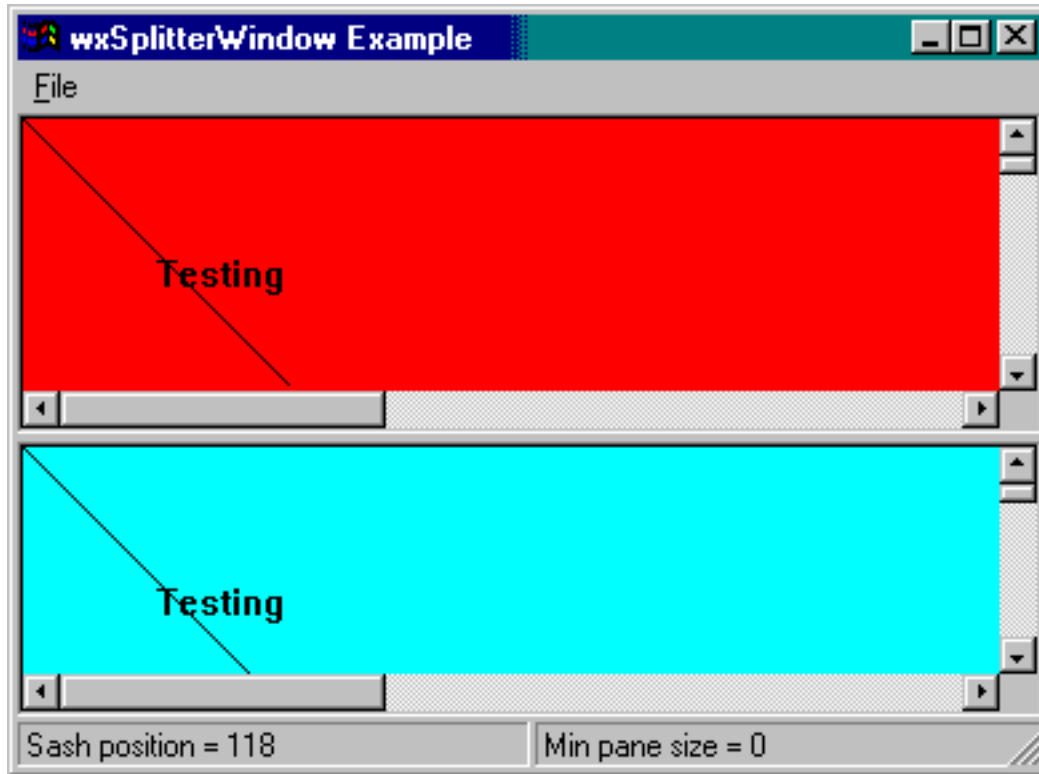 wxSplitterWindow Example
File
Testing
Testing
Sash position = 118
Min pane size = 0